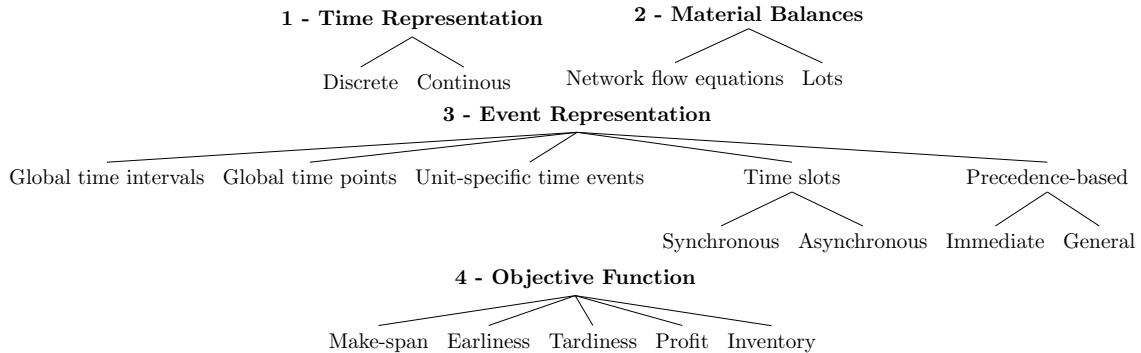 1 - Time Representation
Discrete Continous
2 - Material Balances
Network flow equations Lots
3 - Event Representation
Global time intervals Global time points Unit-specific time events Time slots Precedence-based
Synchronous Asynchronous Immediate General
4 - Objective Function
Make-span Earliness Tardiness Profit Inventory